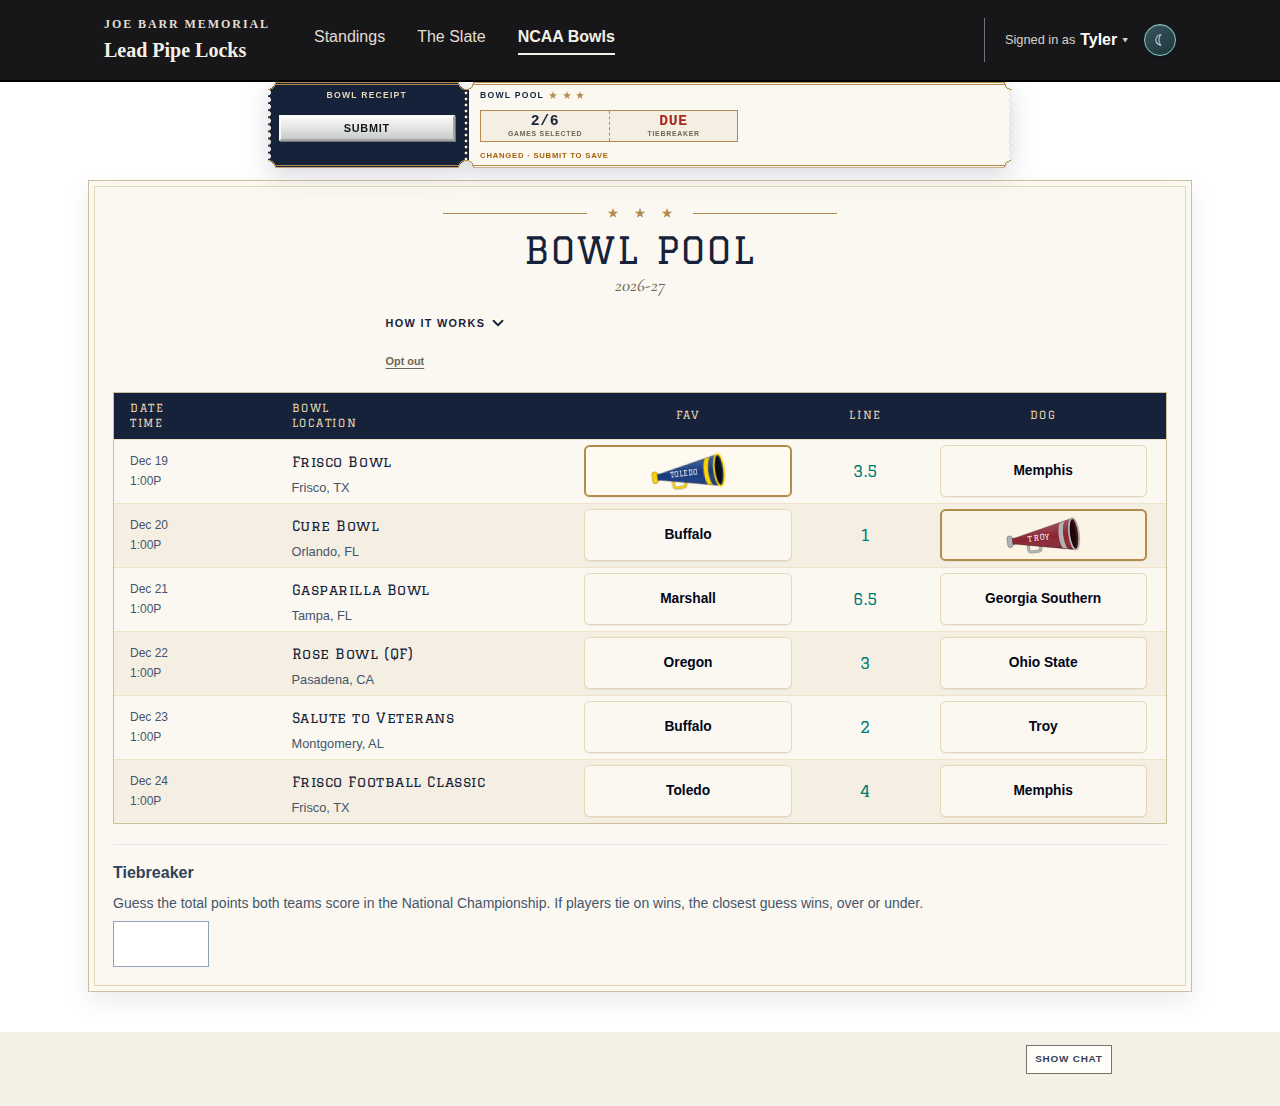 JOE BARR MEMORIAL
Lead Pipe Locks
Standings
The Slate
NCAA Bowls
Signed in as Tyler ▾
BOWL RECEIPT
SUBMIT
BOWL POOL ★ ★ ★
2/6
GAMES SELECTED
DUE
TIEBREAKER
CHANGED · SUBMIT TO SAVE
★ ★ ★
BOWL POOL
2026-27
HOW IT WORKS
Opt out
DATE
TIME
BOWL
LOCATION
FAV
LINE
DOG
Dec 19
1:00P
Frisco Bowl
Frisco, TX
TOLEDO
3.5
Memphis
Dec 20
1:00P
Cure Bowl
Orlando, FL
Buffalo
1
TROY
Dec 21
1:00P
Gasparilla Bowl
Tampa, FL
Marshall
6.5
Georgia Southern
Dec 22
1:00P
Rose Bowl (QF)
Pasadena, CA
Oregon
3
Ohio State
Dec 23
1:00P
Salute to Veterans
Montgomery, AL
Buffalo
2
Troy
Dec 24
1:00P
Frisco Football Classic
Frisco, TX
Toledo
4
Memphis
Tiebreaker
Guess the total points both teams score in the National Championship. If players tie on wins, the closest guess wins, over or under.
SHOW CHAT